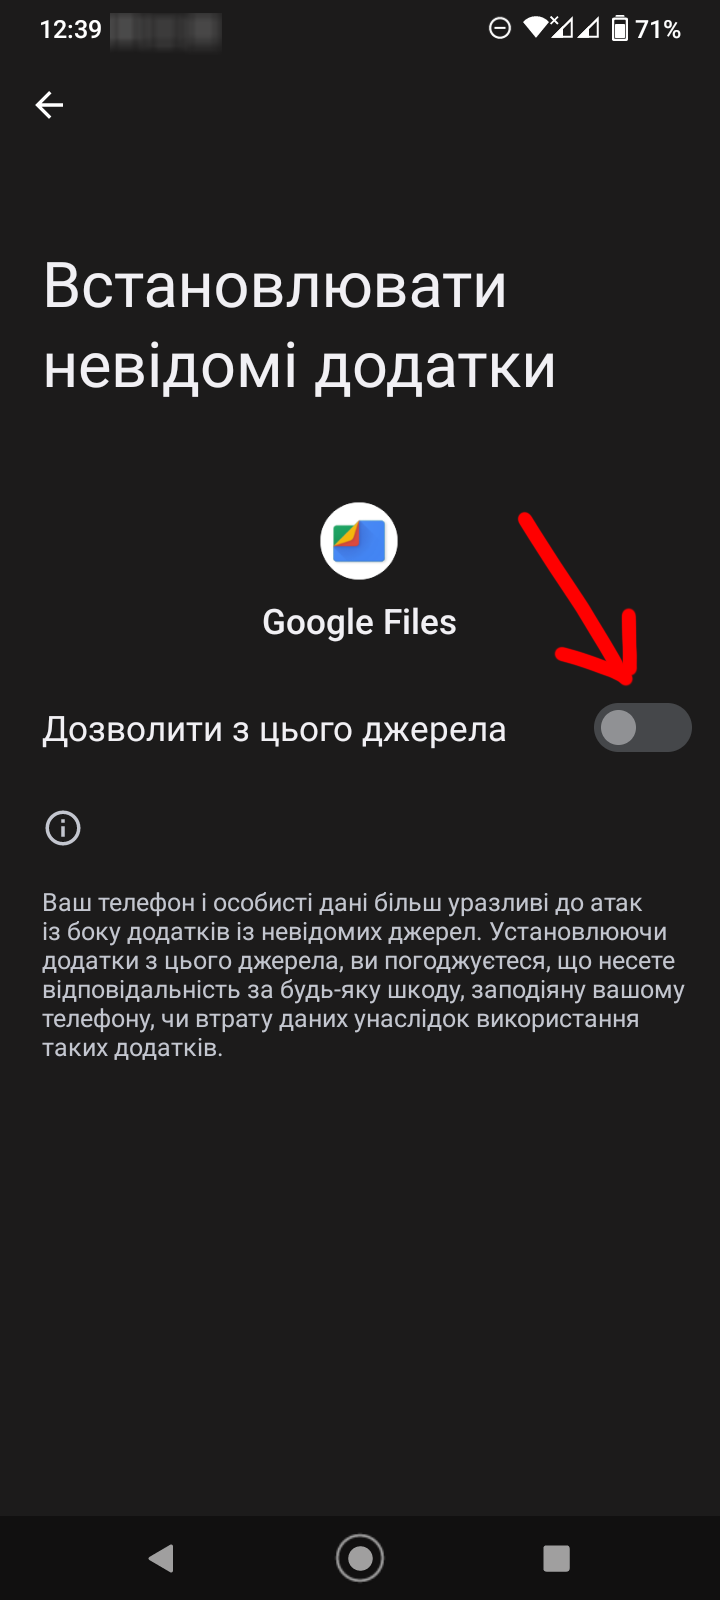 12:39
71%
Встановлювати
невідомі додатки
Google Files
Дозволити з цього джерела
Ваш телефон і особисті дані більш уразливі до атак
із боку додатків із невідомих джерел. Установлюючи
додатки з цього джерела, ви погоджуєтеся, що несете
відповідальність за будь-яку шкоду, заподіяну вашому
телефону, чи втрату даних унаслідок використання
таких додатків.